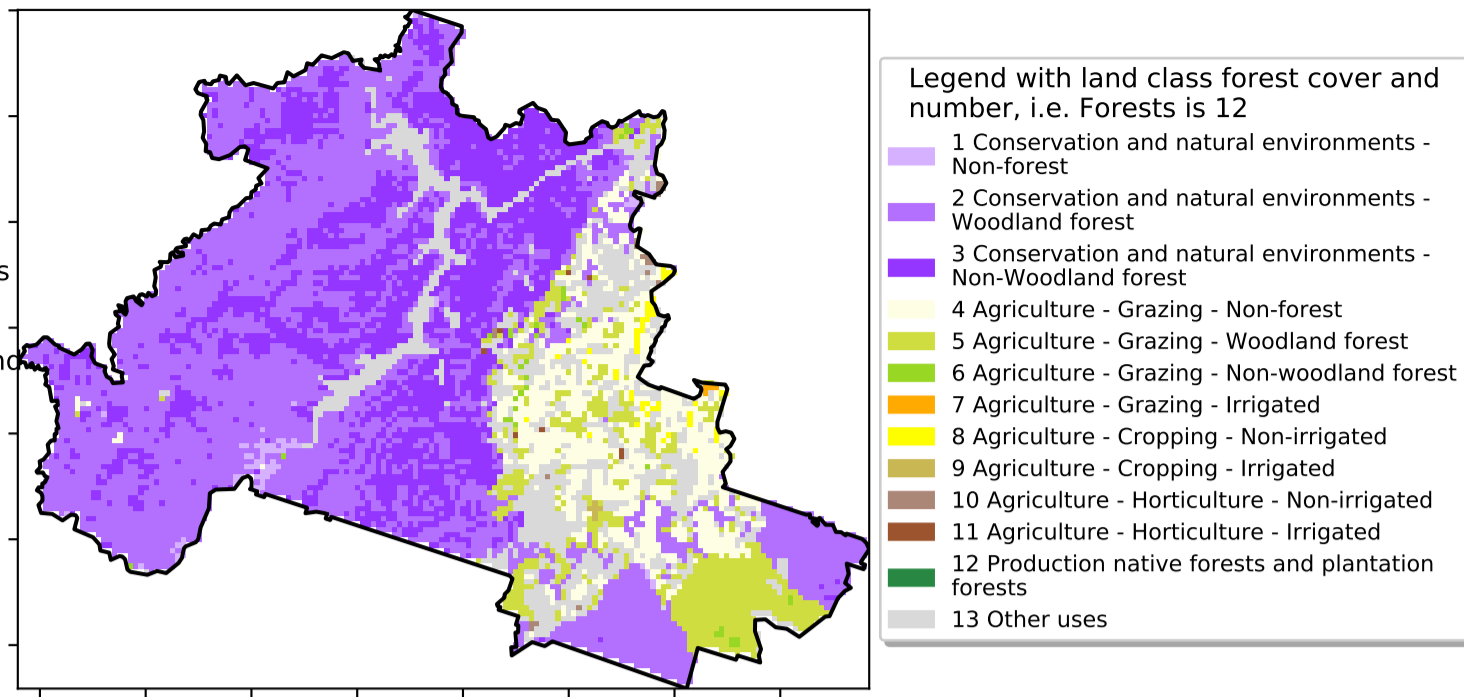 Legend with land class forest cover and
number, i.e. Forests is 12
1 Conservation and natural environments -
Non-forest
2 Conservation and natural environments -
Woodland forest
3 Conservation and natural environments -
Non-Woodland forest
4 Agriculture - Grazing - Non-forest
5 Agriculture - Grazing - Woodland forest
6 Agriculture - Grazing - Non-woodland forest
7 Agriculture - Grazing - Irrigated
8 Agriculture - Cropping - Non-irrigated
9 Agriculture - Cropping - Irrigated
10 Agriculture - Horticulture - Non-irrigated
11 Agriculture - Horticulture - Irrigated
12 Production native forests and plantation
forests
13 Other uses